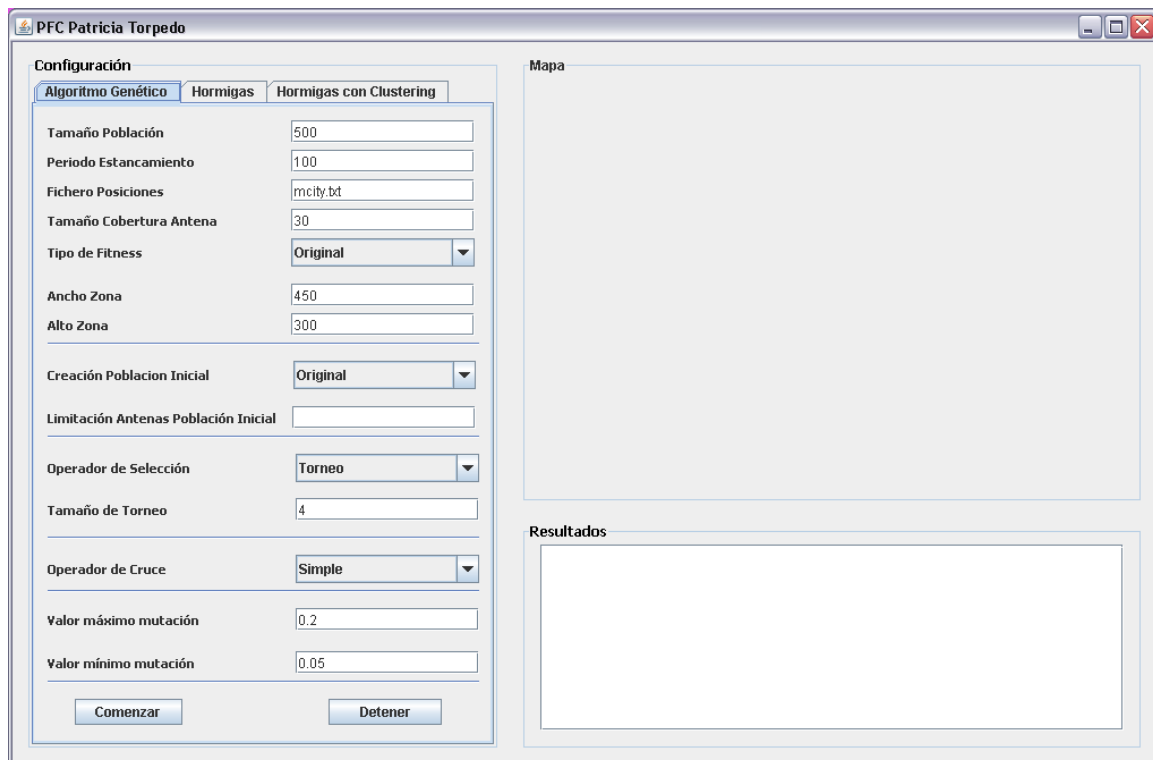 PFC Patricia Torpedo
Configuración
Algoritmo Genético
Hormigas
Hormigas con Clustering
Tamaño Población
500
Periodo Estancamiento
100
Fichero Posiciones
mcity.txt
Tamaño Cobertura Antena
30
Tipo de Fitness
Original
Ancho Zona
450
Alto Zona
300
Creación Poblacion Inicial
Original
Limitación Antenas Población Inicial
Operador de Selección
Torneo
Tamaño de Torneo
4
Operador de Cruce
Simple
Valor máximo mutación
0.2
Valor mínimo mutación
0.05
Comenzar
Detener
Mapa
Resultados